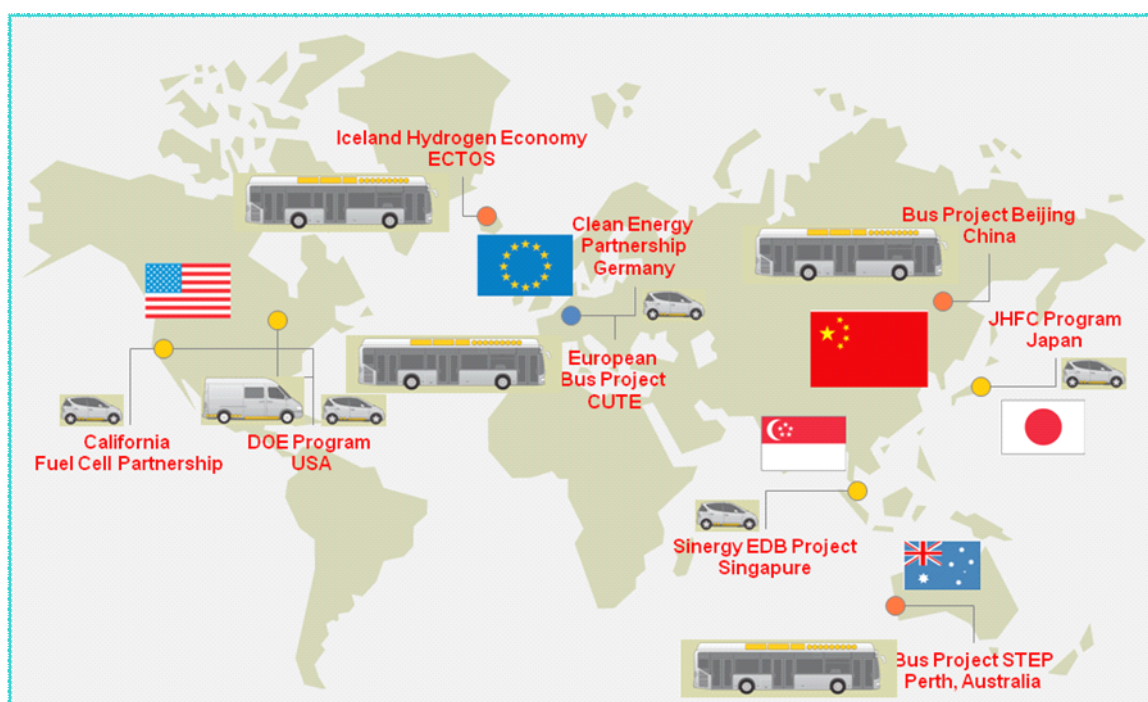 Iceland Hydrogen Economy
ECTOS
Clean Energy
Partnership
Germany
Bus Project Beijing
China
JHFC Program
Japan
European
Bus Project
CUTE
California
Fuel Cell Partnership
DOE Program
USA
Sinergy EDB Project
Singapure
Bus Project STEP
Perth, Australia